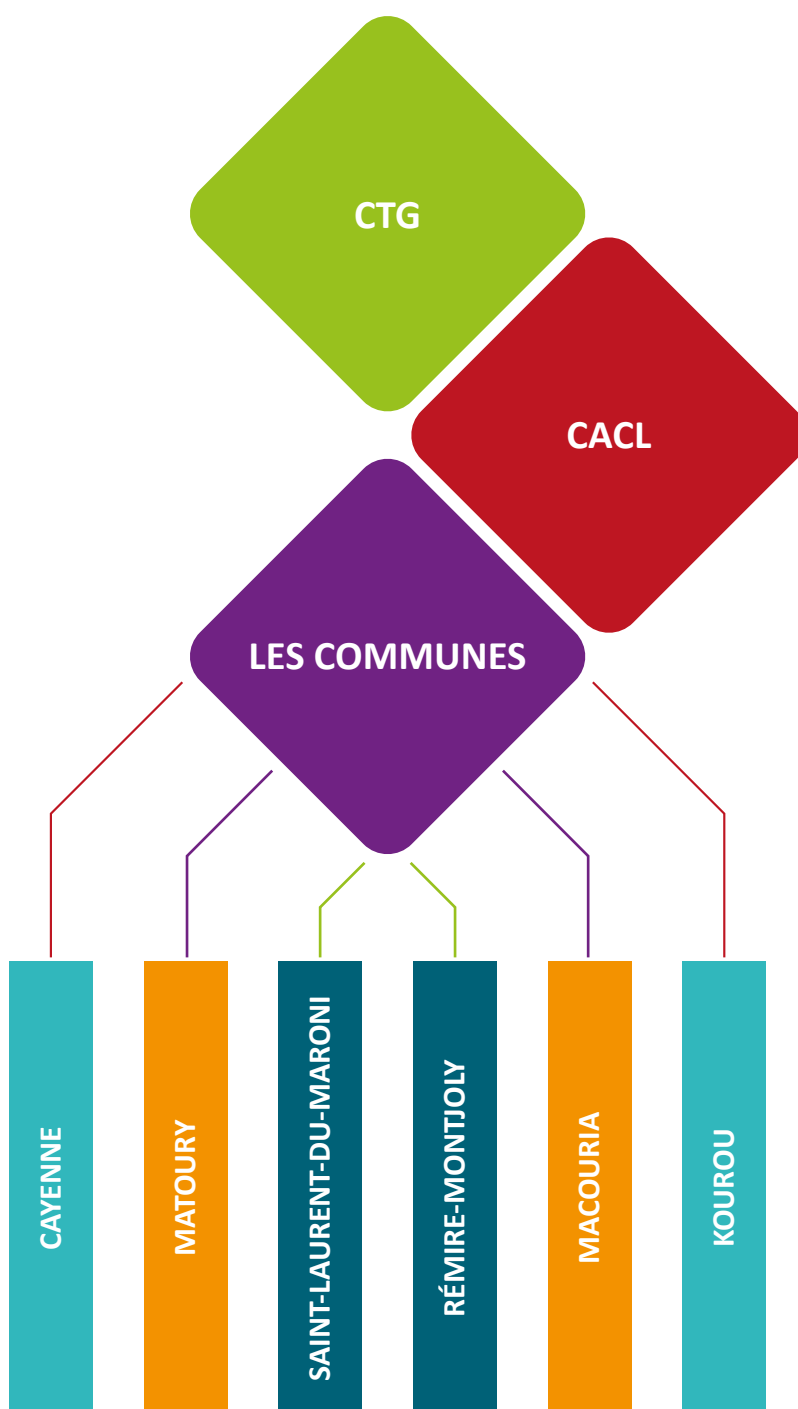 CTG
CACL
LES COMMUNES
CAYENNE
MATOURY
SAINT-LAURENT-DU-MARONI
RÉMIRE-MONTJOLY
MACOURIA
KOUROU